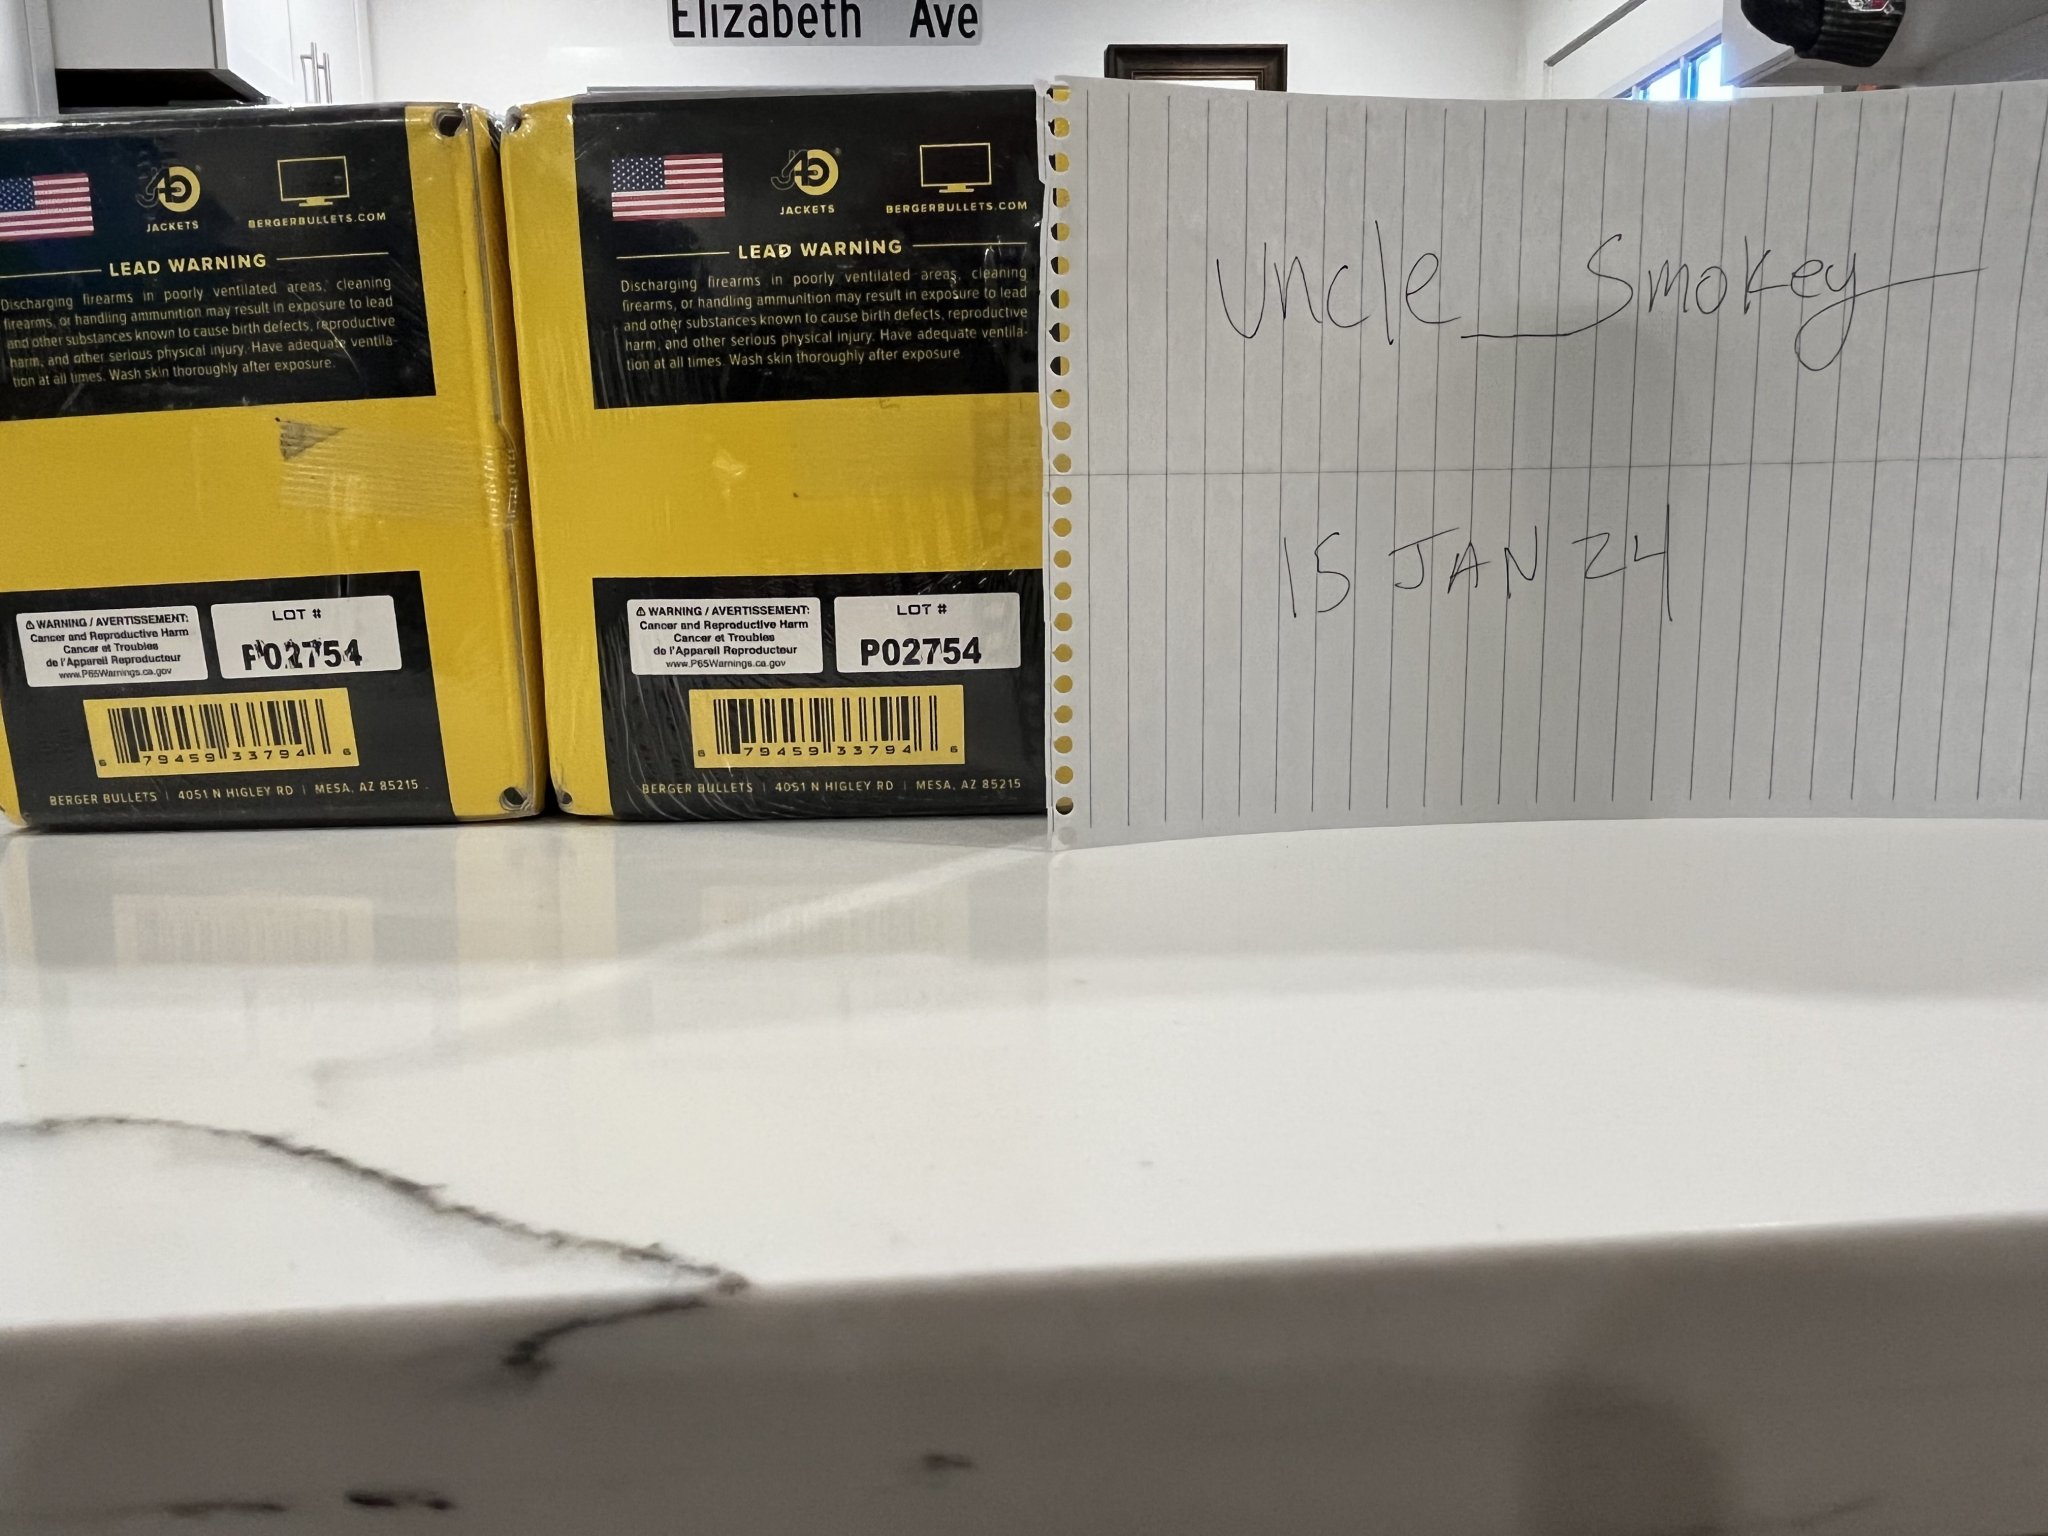 Elizabeth Ave
J4
JACKETS
BERGERBULLETS.COM
LEAD WARNING
Discharging firearms in poorly ventilated areas, cleaning
firearms, or handling ammunition may result in exposure to lead
and other substances known to cause birth defects, reproductive
harm, and other serious physical injury. Have adequate ventila-
tion at all times. Wash skin thoroughly after exposure.
⚠ WARNING / AVERTISSEMENT:
Cancer and Reproductive Harm
Cancer et Troubles
de l'Appareil Reproducteur
www.P65Warnings.ca.gov
LOT #
P02754
6 79459 33794 6
BERGER BULLETS | 4051 N HIGLEY RD | MESA, AZ 85215
J4
JACKETS
BERGERBULLETS.COM
LEAD WARNING
Discharging firearms in poorly ventilated areas, cleaning
firearms, or handling ammunition may result in exposure to lead
and other substances known to cause birth defects, reproductive
harm, and other serious physical injury. Have adequate ventila-
tion at all times. Wash skin thoroughly after exposure.
⚠ WARNING / AVERTISSEMENT:
Cancer and Reproductive Harm
Cancer et Troubles
de l'Appareil Reproducteur
www.P65Warnings.ca.gov
LOT #
P02754
6 79459 33794 6
BERGER BULLETS | 4051 N HIGLEY RD | MESA, AZ 85215
Uncle_Smokey
15 JAN 24